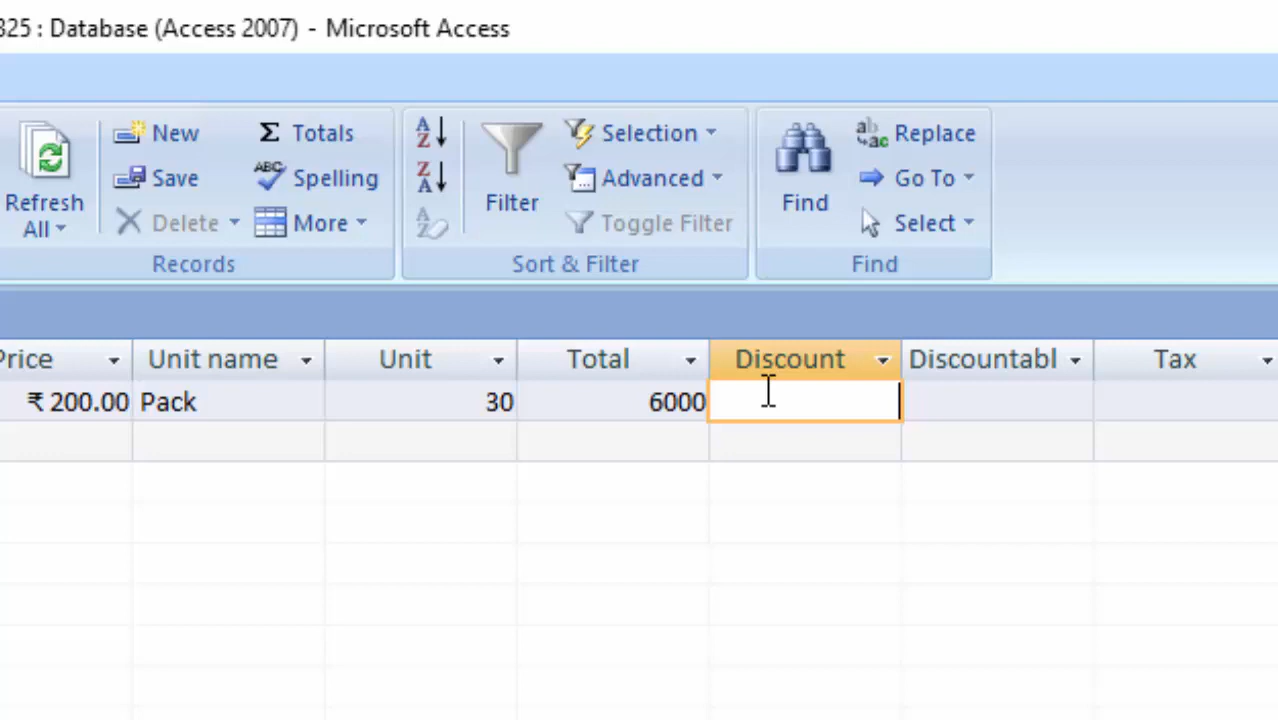 825 : Database (Access 2007) - Microsoft Access
New
Σ Totals
Selection
Replace
Save
Spelling
Advanced
Go To
Refresh All
Delete
More
Filter
Toggle Filter
Find
Select
Records
Sort & Filter
Find
Price Unit name Unit Total Discount Discountabl Tax
₹ 200.00 Pack 30 6000